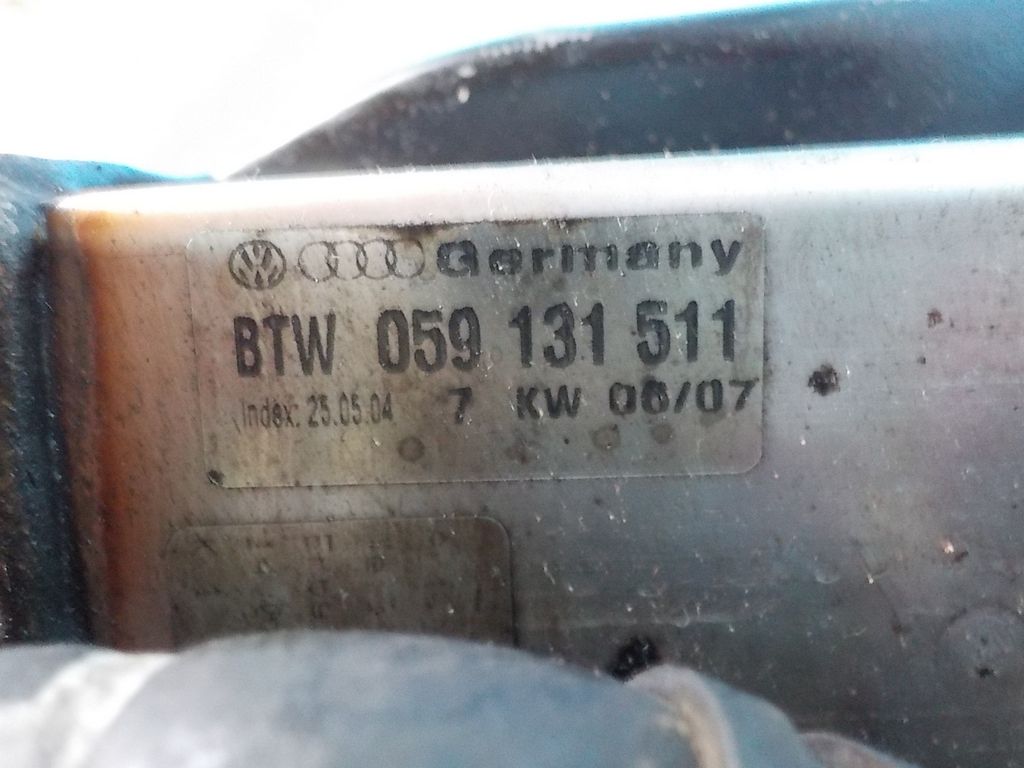 Germany
BTW 059 131 511
Index: 25.05.04 7 KW 06/07